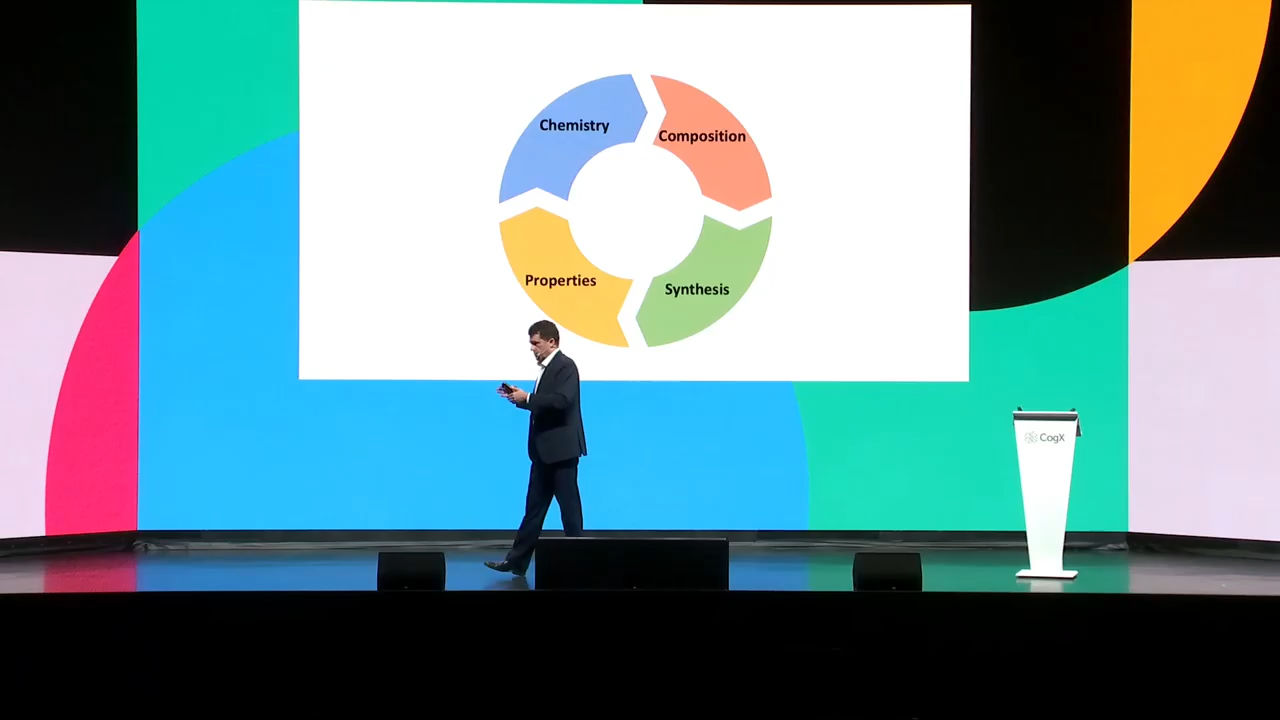 Chemistry
Composition
Properties
Synthesis
CogX